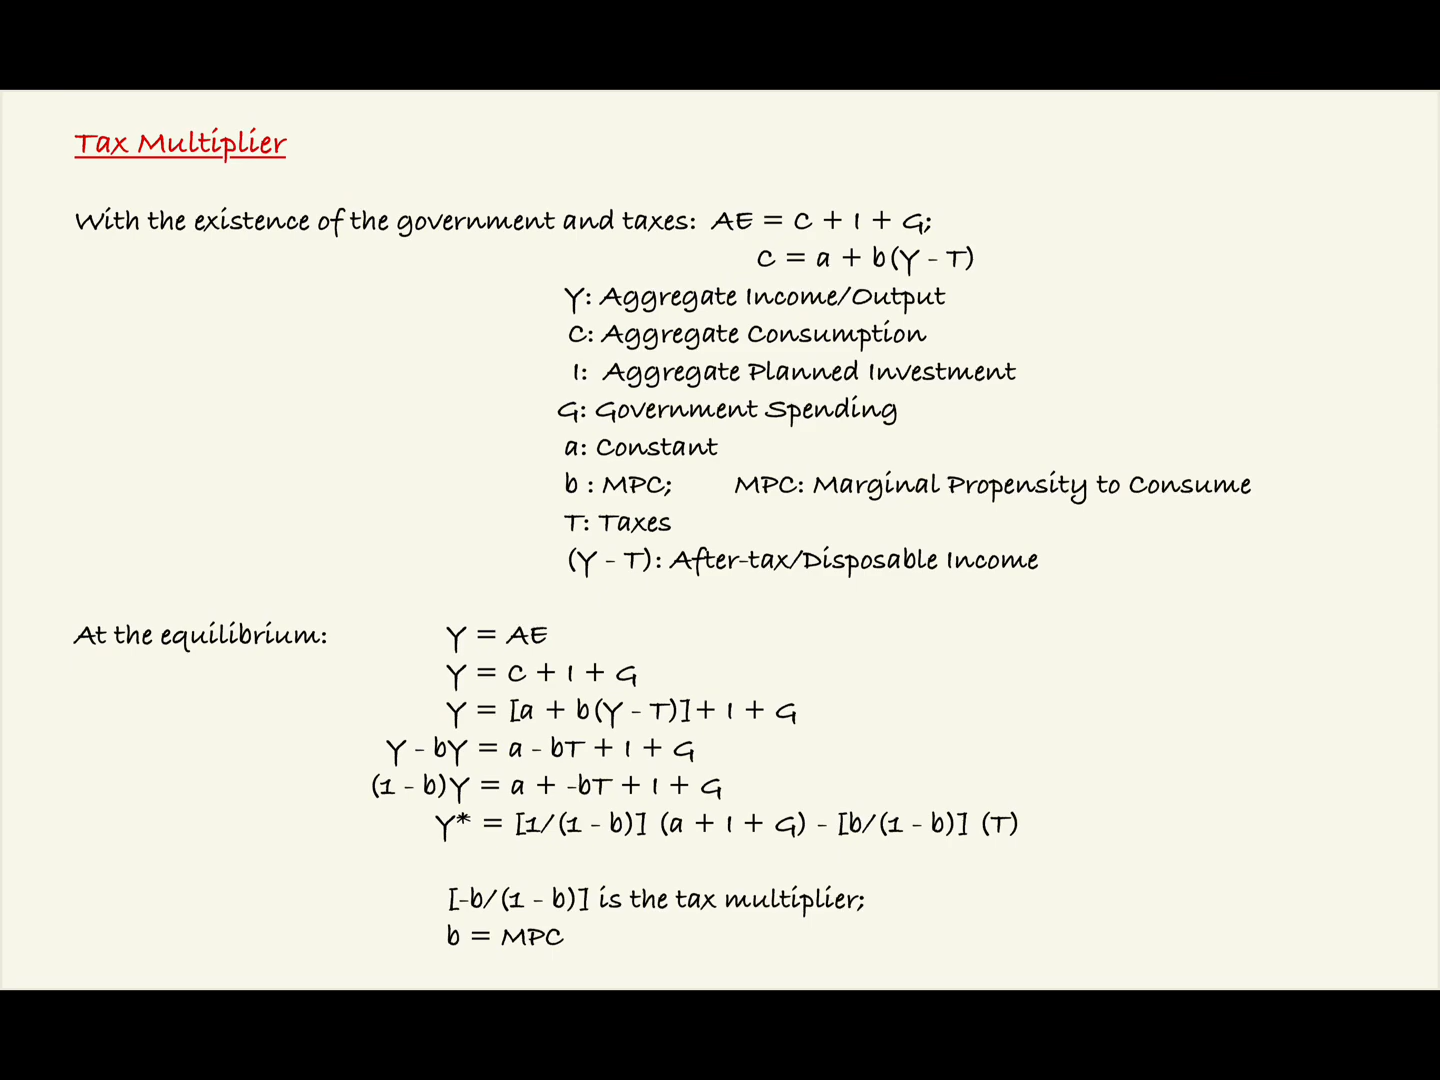 Tax Multiplier
With the existence of the government and taxes: AE = C + I + G;
C = a + b(Y - T)
Y: Aggregate Income/Output
C: Aggregate Consumption
I: Aggregate Planned Investment
G: Government Spending
a: Constant
b : MPC; MPC: Marginal Propensity to Consume
T: Taxes
(Y - T): After-tax/Disposable Income
At the equilibrium: Y = AE
Y = C + I + G
Y = [a + b(Y - T)] + I + G
Y - bY = a - bT + I + G
(1 - b)Y = a + -bT + I + G
Y* = [1/(1 - b)] (a + I + G) - [b/(1 - b)] (T)
[-b/(1 - b)] is the tax multiplier;
b = MPC